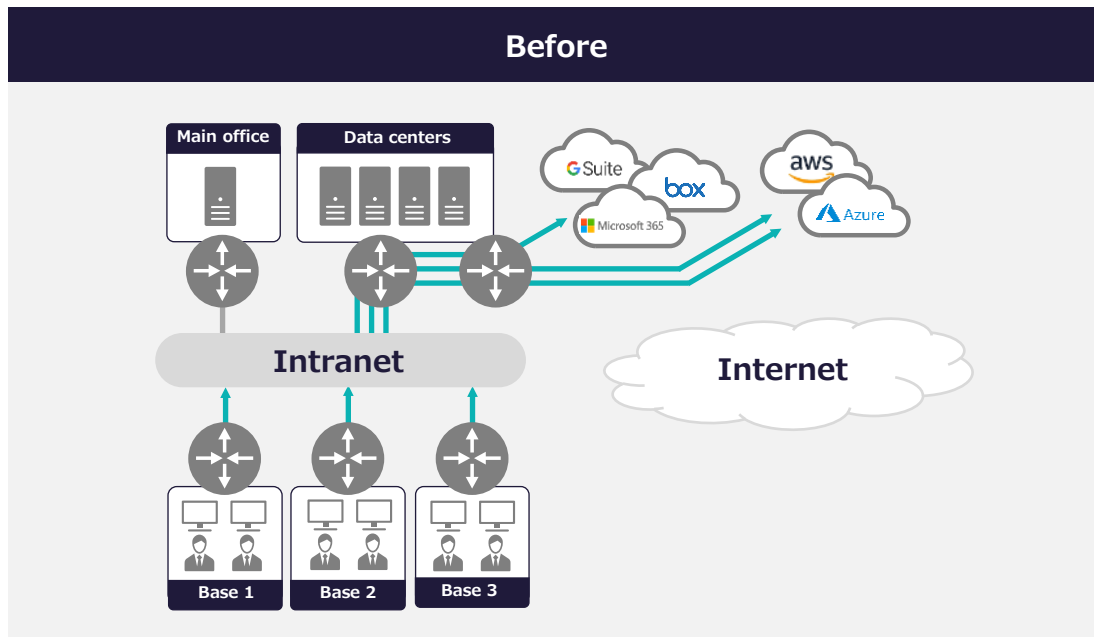 Before
Main office
Data centers
G Suite
box
Microsoft 365
aws
Azure
Intranet
Internet
Base 1
Base 2
Base 3